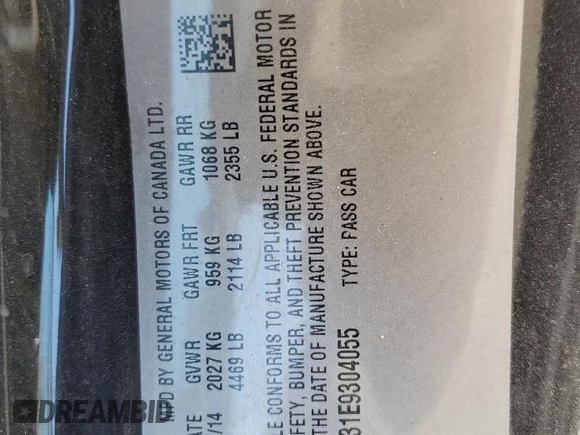 MFD BY GENERAL MOTORS OF CANADA LTD.
ATE GVWR GAWR FRT GAWR RR
/14 2027 KG 959 KG 1068 KG
4469 LB 2114 LB 2355 LB
LE CONFORMS TO ALL APPLICABLE U.S. FEDERAL MOTOR
FETY, BUMPER, AND THEFT PREVENTION STANDARDS IN
THE DATE OF MANUFACTURE SHOWN ABOVE.
31E9304055 TYPE: PASS CAR
DREAMBID